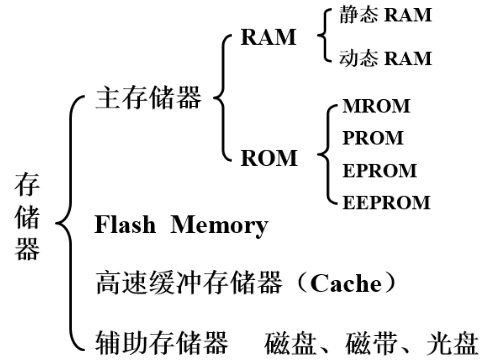 存储器
主存储器
RAM
静态 RAM
动态 RAM
ROM
MROM
PROM
EPROM
EEPROM
Flash Memory
高速缓冲存储器（Cache）
辅助存储器 磁盘、磁带、光盘